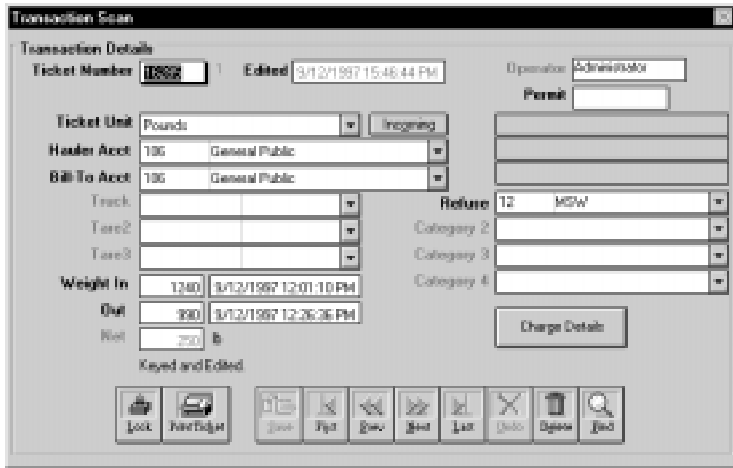 Transaction Scan
Transaction Details
Ticket Number 1 Edited 9/12/1997 15:46:44 PM Operator Administrator
Permit
Ticket Unit Pounds Incoming
Hauler Acct 106 General Public
Bill-To Acct 106 General Public
Truck Refuse 12 MSW
Tare2 Category 2
Tare3 Category 3
Weight In 1240 9/12/1997 12:01:10 PM Category 4
Out 990 9/12/1997 12:26:36 PM
Net 250 lb Charge Details
Keyed and Edited.
Lock Print Ticket Save First Prev Next Last Undo Delete Find